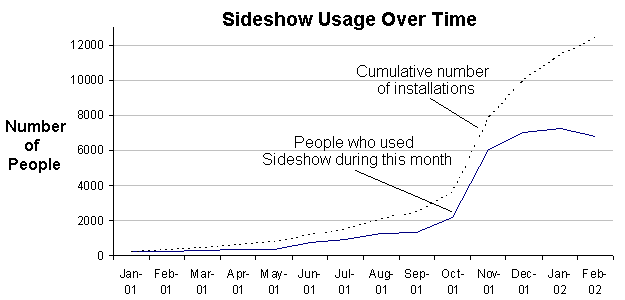 Sideshow Usage Over Time
12000
10000
8000
6000
4000
2000
0
Number
of
People
Cumulative number
of installations
People who used
Sideshow during this month
Jan- Feb- Mar- Apr- May- Jun- Jul- Aug- Sep- Oct- Nov- Dec- Jan- Feb-
01 01 01 01 01 01 01 01 01 01 01 01 02 02